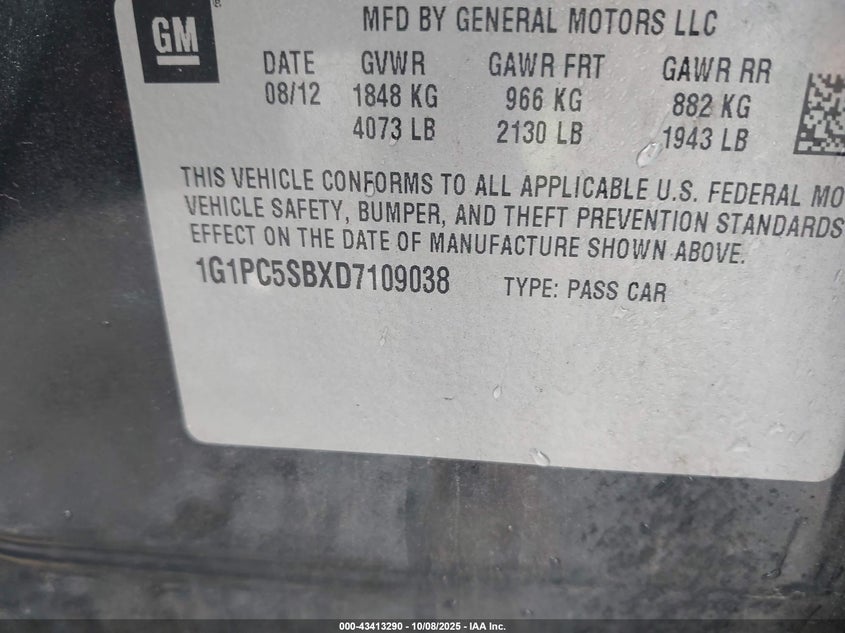 GM
®
MFD BY GENERAL MOTORS LLC
DATE GVWR GAWR FRT GAWR RR
08/12 1848 KG 966 KG 882 KG
4073 LB 2130 LB 1943 LB
THIS VEHICLE CONFORMS TO ALL APPLICABLE U.S. FEDERAL MO
VEHICLE SAFETY, BUMPER, AND THEFT PREVENTION STANDARDS
EFFECT ON THE DATE OF MANUFACTURE SHOWN ABOVE.
1G1PC5SBXD7109038 TYPE: PASS CAR
000-43413290 - 10/08/2025 - IAA Inc.